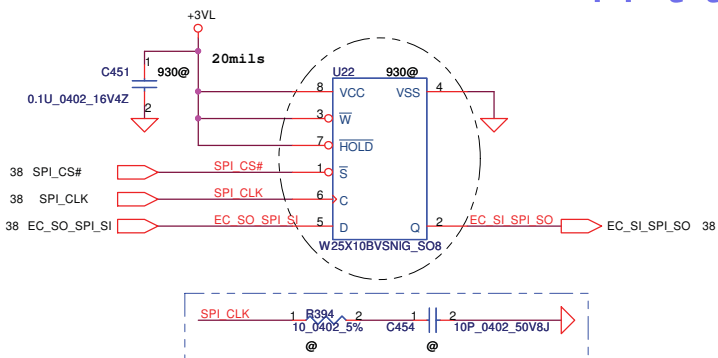 +3VL
20mils
C451
1
930@
0.1U_0402_16V4Z
2
U22
930@
8
VCC
VSS
4
3
W
7
HOLD
38 SPI_CS#
SPI_CS#
1
S
38 SPI_CLK
SPI_CLK
6
C
38 EC_SO_SPI_SI
EC_SO_SPI_SI
5
D
Q
2
EC_SI_SPI_SO
EC_SI_SPI_SO 38
W25X10BVSNIG_SO8
SPI_CLK
1
R394
2
1
2
10_0402_5%
C454
10P_0402_50V8J
@
@